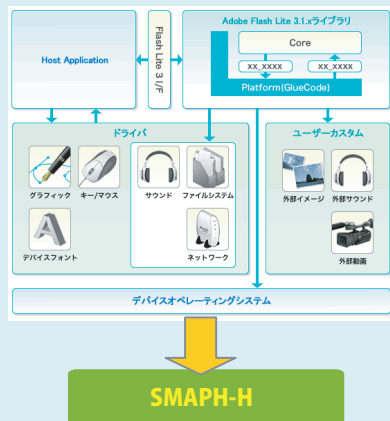 Host Application
Flash Lite 3 I/F
Adobe Flash Lite 3.1.xライブラリ
Core
XX_XXXX
XX_XXXX
Platform(GlueCode)
ドライバ
グラフィック
キー/マウス
サウンド
ファイルシステム
デバイスフォント
ネットワーク
ユーザーカスタム
外部イメージ
外部サウンド
外部動画
デバイスオペレーティングシステム
SMAPH-H